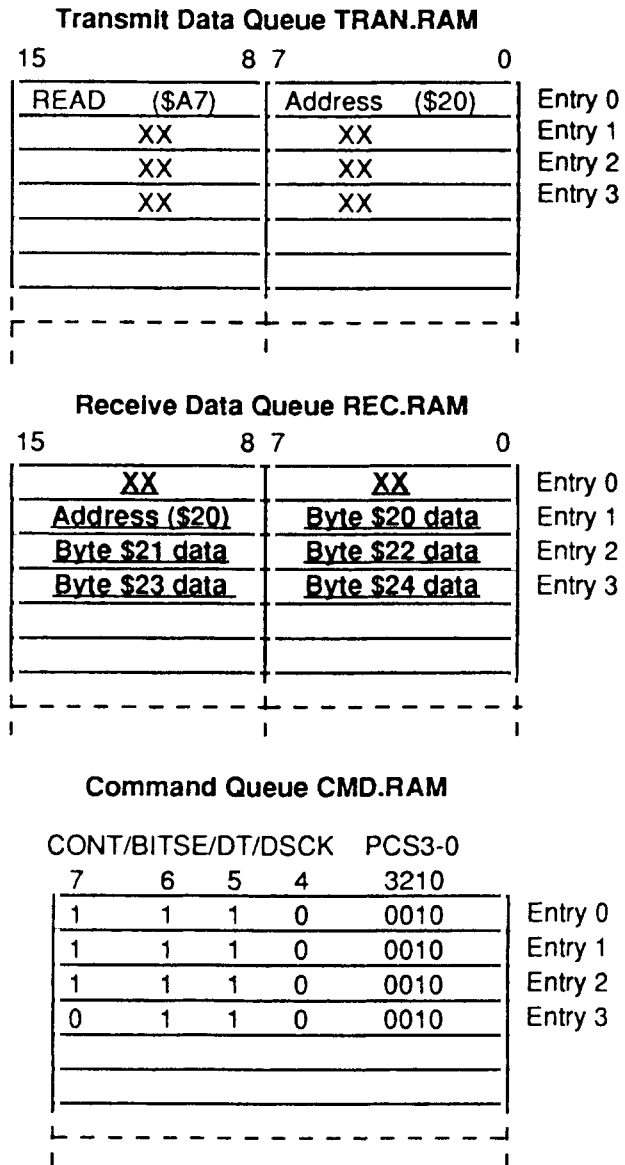 Transmit Data Queue TRAN.RAM
15 8 7 0
READ ($A7) Address ($20) Entry 0
XX XX Entry 1
XX XX Entry 2
XX XX Entry 3
Receive Data Queue REC.RAM
15 8 7 0
XX XX Entry 0
Address ($20) Byte $20 data Entry 1
Byte $21 data Byte $22 data Entry 2
Byte $23 data Byte $24 data Entry 3
Command Queue CMD.RAM
CONT/BITSE/DT/DSCK PCS3-0
7 6 5 4 3210
1 1 1 0 0010 Entry 0
1 1 1 0 0010 Entry 1
1 1 1 0 0010 Entry 2
0 1 1 0 0010 Entry 3